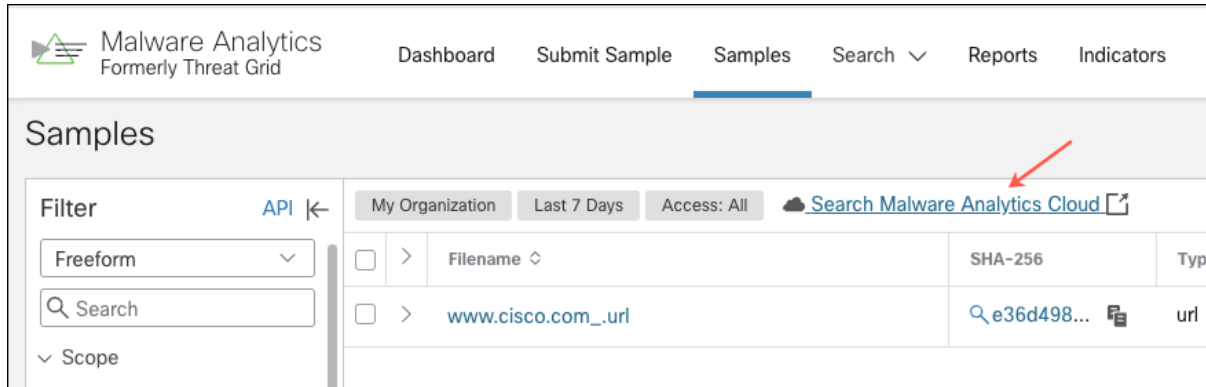 Malware Analytics
Formerly Threat Grid
Dashboard Submit Sample Samples Search Reports Indicators
Samples
Filter API
My Organization Last 7 Days Access: All Search Malware Analytics Cloud
Freeform
Filename SHA-256 Typ
Search
www.cisco.com_.url e36d498... url
Scope